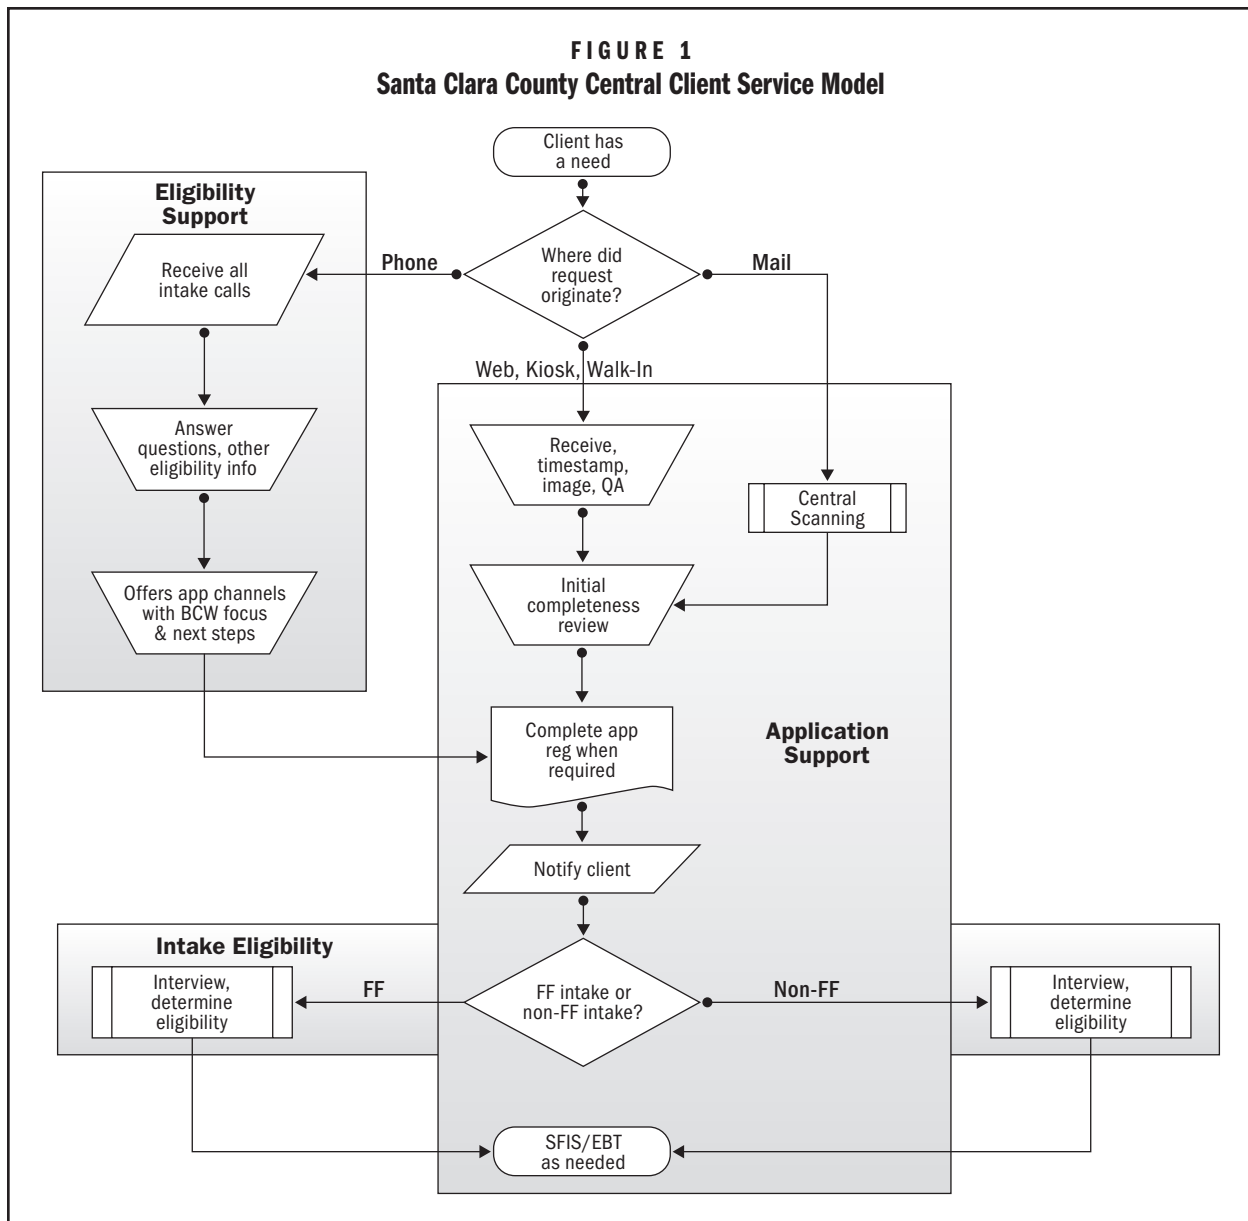 FIGURE 1
Santa Clara County Central Client Service Model
Client has
a need
Eligibility
Support
Where did
request
originate?
Phone
Mail
Receive all
intake calls
Web, Kiosk, Walk-In
Answer
questions, other
eligibility info
Receive,
timestamp,
image, QA
Central
Scanning
Offers app channels
with BCW focus
& next steps
Initial
completeness
review
Complete app
reg when
required
Application
Support
Notify client
Intake Eligibility
Interview,
determine
eligibility
FF
FF intake or
non-FF intake?
Non-FF
Interview,
determine
eligibility
SFIS/EBT
as needed